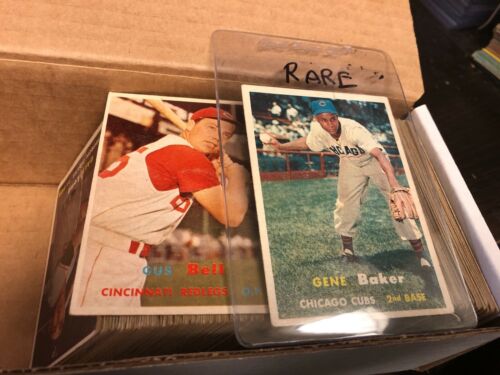 RARE
GUS Bell
CINCINNATI REDLEGS O.
CHICAGO
GENE Baker
CHICAGO CUBS 2nd BASE